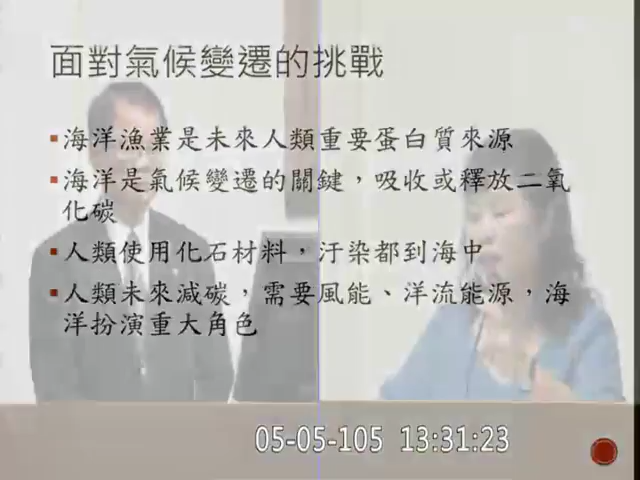 面對氣候變遷的挑戰
海洋漁業是未來人類重要蛋白質來源
海洋是氣候變遷的關鍵，吸收或釋放二氧
化碳
人類使用化石材料，汙染都到海中
人類未來減碳，需要風能、洋流能源，海
洋扮演重大角色
05-05-105 13:31:23